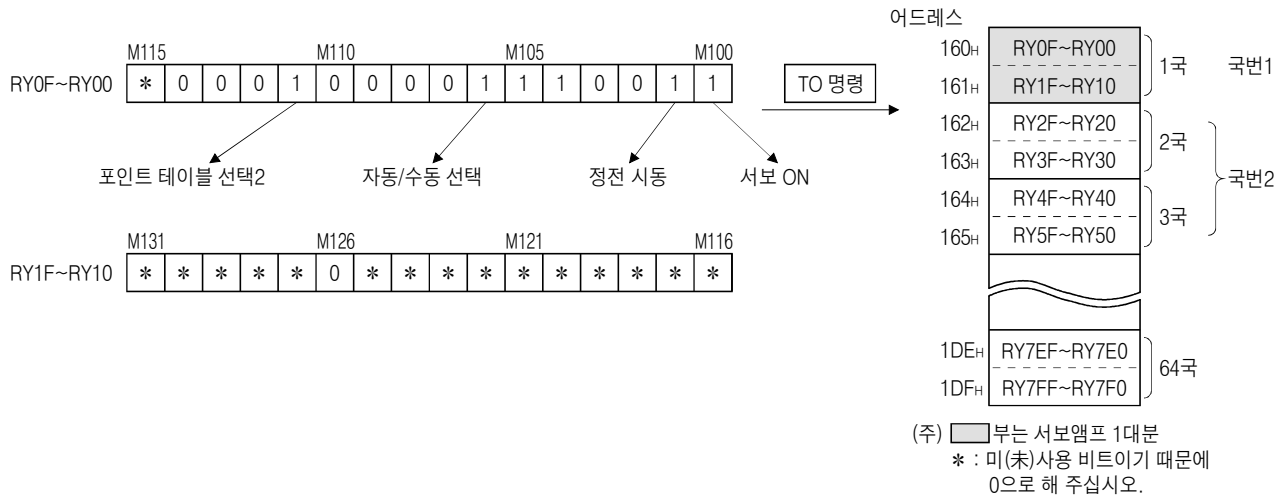 M115 M110 M105 M100
RY0F~RY00 * 0 0 0 1 0 0 0 0 1 1 1 0 0 1 1
포인트 테이블 선택2 자동/수동 선택 정전 시동 서보 ON
M131 M126 M121 M116
RY1F~RY10 * * * * * 0 * * * * * * * * * *
TO 명령
어드레스
160H RY0F~RY00
1국 국번1
161H RY1F~RY10
162H RY2F~RY20
2국
163H RY3F~RY30
국번2
164H RY4F~RY40
3국
165H RY5F~RY50
1DEH RY7EF~RY7E0
64국
1DFH RY7FF~RY7F0
(주) 부는 서보앰프 1대분
* : 미(未)사용 비트이기 때문에
0으로 해 주십시오.